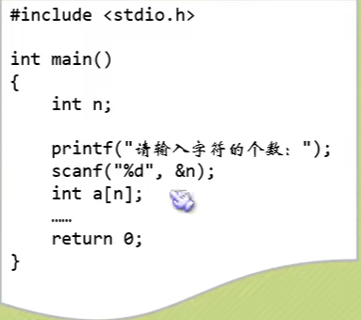 #include <stdio.h>
int main()
{
int n;
printf("请输入字符的个数：");
scanf("%d", &n);
int a[n];
……
return 0;
}